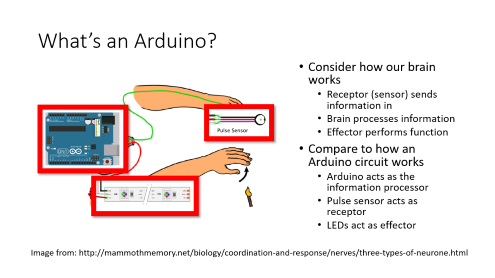 What's an Arduino?
• Consider how our brain
works
• Receptor (sensor) sends
information in
• Brain processes information
• Effector performs function
• Compare to how an
Arduino circuit works
• Arduino acts as the
information processor
• Pulse sensor acts as
receptor
• LEDs act as effector
Pulse Sensor
Image from: http://mammothmemory.net/biology/coordination-and-response/nerves/three-types-of-neurone.html